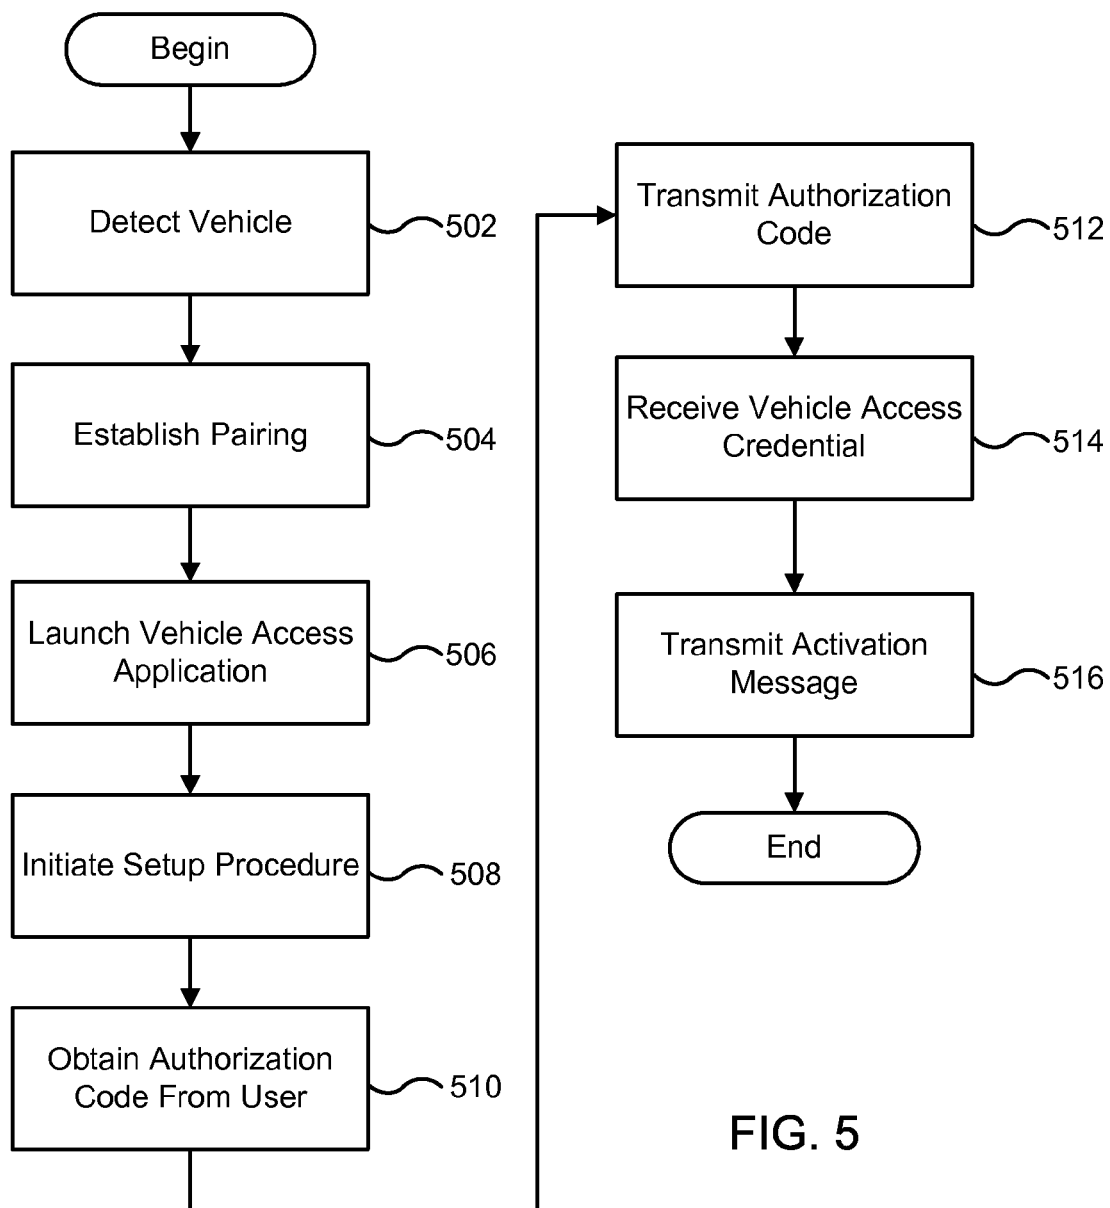 Begin
Detect Vehicle
502
Establish Pairing
504
Launch Vehicle Access
Application
506
Initiate Setup Procedure
508
Obtain Authorization
Code From User
510
Transmit Authorization
Code
512
Receive Vehicle Access
Credential
514
Transmit Activation
Message
516
End
FIG. 5